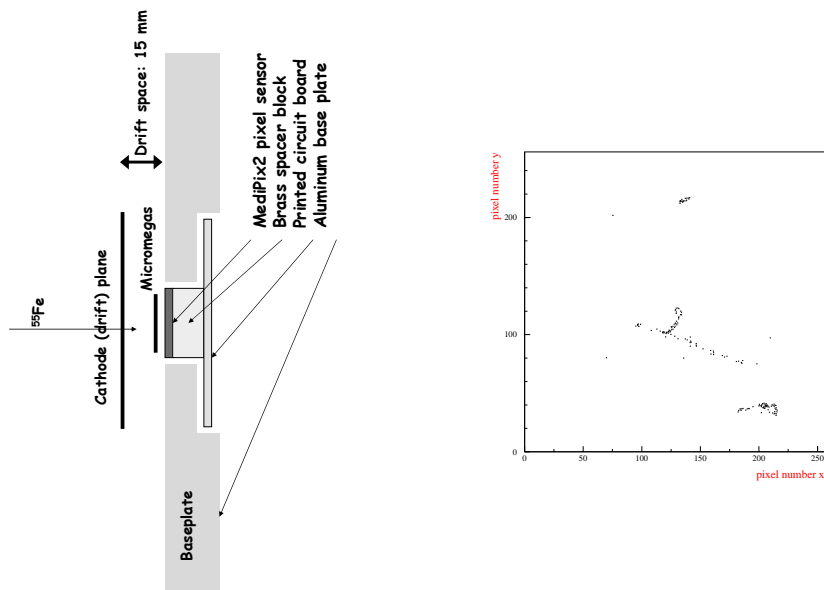 Drift space: 15 mm
MediPix2 pixel sensor
Brass spacer block
Printed circuit board
Aluminum base plate
Micromegas
Cathode (drift) plane
⁵⁵Fe
Baseplate
pixel number y
200
100
0
0
50
100
150
200
250
pixel number x